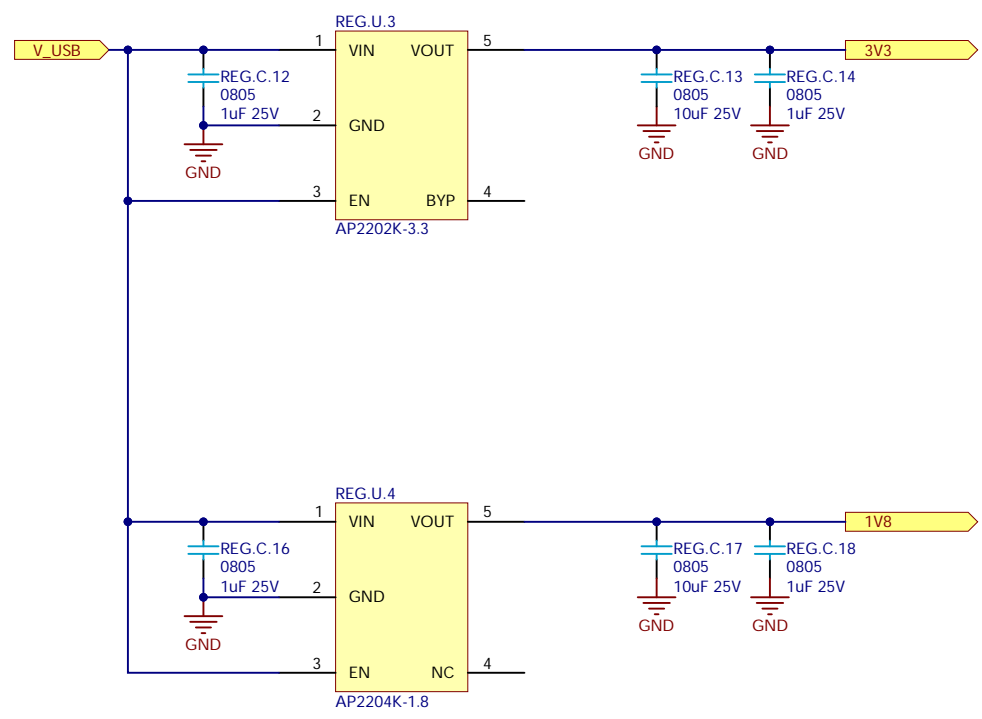 REG.U.3
V_USB
1
VIN
VOUT
5
3V3
REG.C.12
0805
1uF 25V
REG.C.13
0805
10uF 25V
REG.C.14
0805
1uF 25V
2
GND
GND
GND
GND
3
EN
BYP
4
AP2202K-3.3
REG.U.4
1
VIN
VOUT
5
1V8
REG.C.16
0805
1uF 25V
REG.C.17
0805
10uF 25V
REG.C.18
0805
1uF 25V
2
GND
GND
GND
GND
3
EN
NC
4
AP2204K-1.8